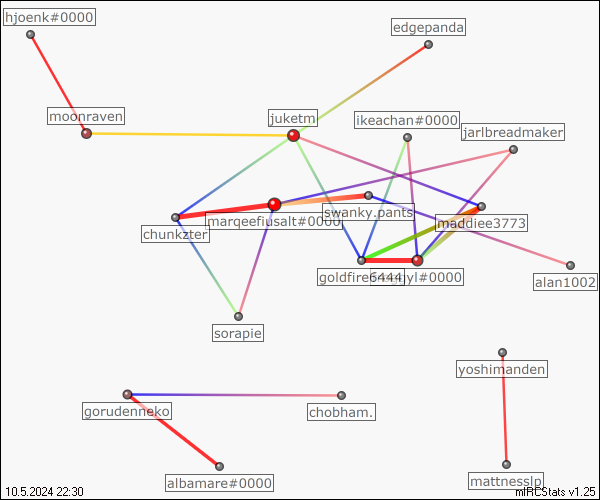 hjoenk#0000
edgepanda
moonraven
juketm
ikeachan#0000
jarlbreadmaker
marqeefiusalt#0000
swanky.pants
maddiee3773
chunkzter
goldfire6444
yl#0000
alan1002
sorapie
yoshimanden
gorudenneko
chobham.
albamare#0000
mattnesslp
10.5.2024 22:30
mIRCStats v1.25